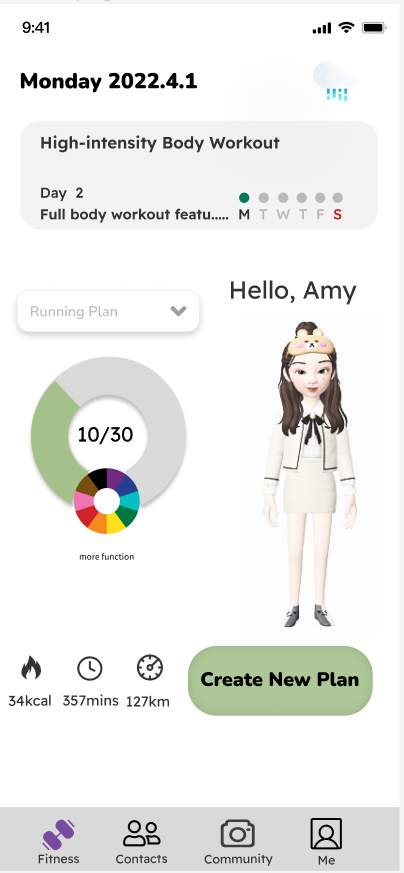 9:41
Monday 2022.4.1
High-intensity Body Workout
Day 2
Full body workout featu.....
M T W T F S
Hello, Amy
Running Plan
10/30
more function
34kcal 357mins 127km
Create New Plan
Fitness Contacts Community Me